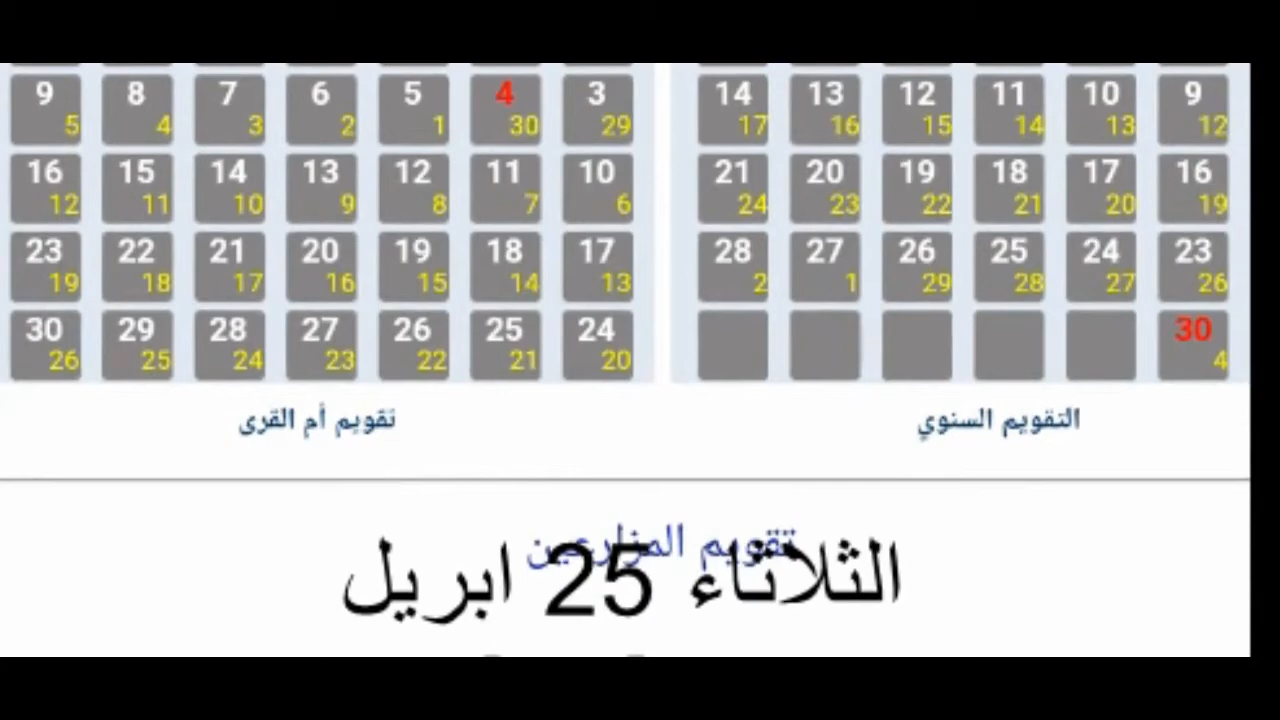 9 10 11 12 13 14
12 13 14 15 16 17
16 17 18 19 20 21
19 20 21 22 23 24
23 24 25 26 27 28
26 27 28 29 1 2
30
4
التقويم السنوي
3 4 5 6 7 8 9
29 30 1 2 3 4 5
10 11 12 13 14 15 16
6 7 8 9 10 11 12
17 18 19 20 21 22 23
13 14 15 16 17 18 19
24 25 26 27 28 29 30
20 21 22 23 24 25 26
تقويم أم القرى
تقويم المزارعين
الثلاثاء 25 ابريل